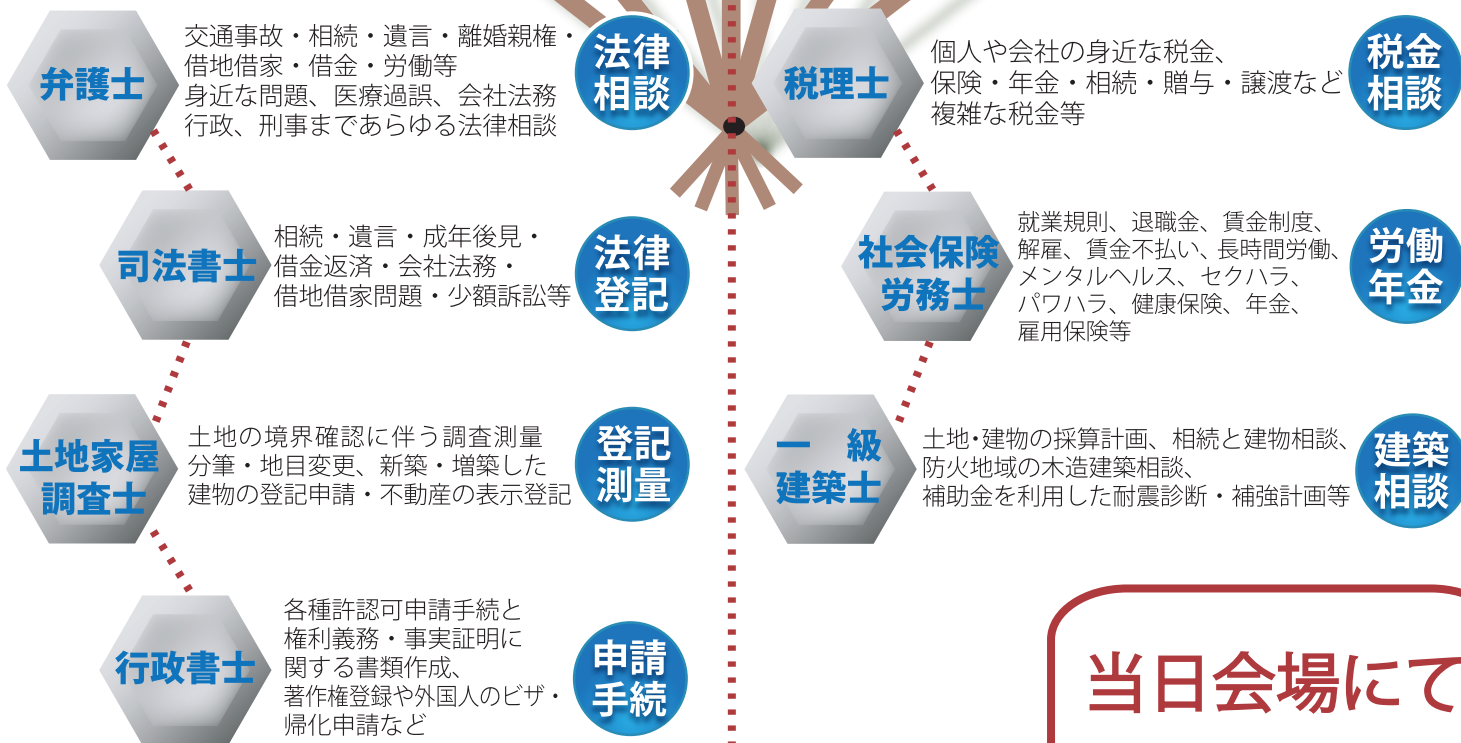 弁護士
交通事故・相続・遺言・離婚親権・
借地借家・借金・労働等
身近な問題、医療過誤、会社法務
行政、刑事まであらゆる法律相談
法律
相談
司法書士
相続・遺言・成年後見・
借金返済・会社法務・
借地借家問題・少額訴訟等
法律
登記
土地家屋
調査士
土地の境界確認に伴う調査測量
分筆・地目変更、新築・増築した
建物の登記申請・不動産の表示登記
登記
測量
行政書士
各種許認可申請手続と
権利義務・事実証明に
関する書類作成、
著作権登録や外国人のビザ・
帰化申請など
申請
手続
税理士
個人や会社の身近な税金、
保険・年金・相続・贈与・譲渡など
複雑な税金等
税金
相談
社会保険
労務士
就業規則、退職金、賃金制度、
解雇、賃金不払い、長時間労働、
メンタルヘルス、セクハラ、
パワハラ、健康保険、年金、
雇用保険等
労働
年金
一　級
建築士
土地・建物の採算計画、相続と建物相談、
防火地域の木造建築相談、
補助金を利用した耐震診断・補強計画等
建築
相談
当日会場にて